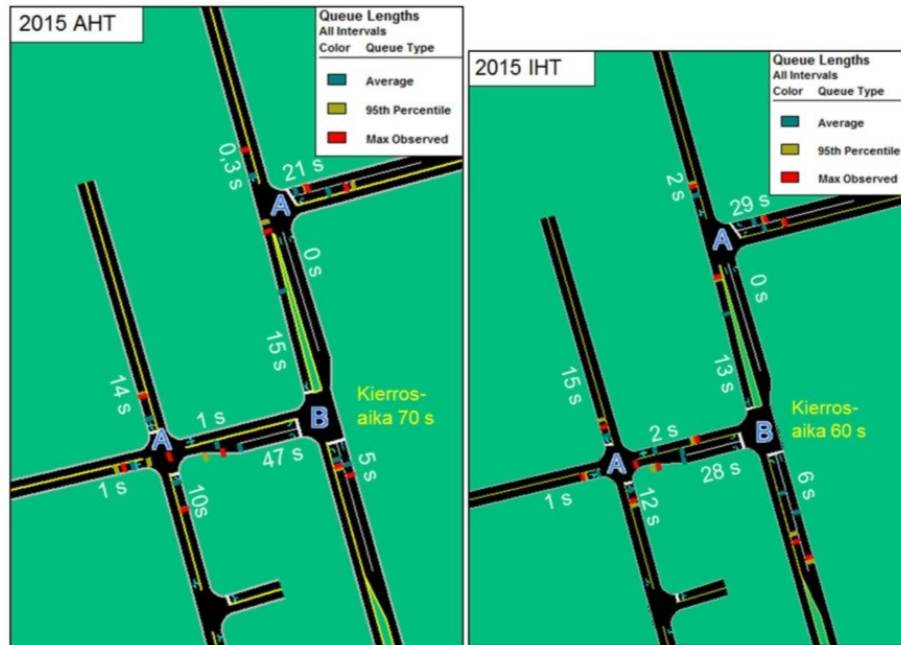 2015 AHT
Queue Lengths
All Intervals
Color Queue Type
Average
95th Percentile
Max Observed
0,3 s
21 s
A
0 s
15 s
14 s
A
1 s
B
Kierros-
aika 70 s
47 s
5 s
1 s
10s
2015 IHT
Queue Lengths
All Intervals
Color Queue Type
Average
95th Percentile
Max Observed
2 s
29 s
A
0 s
13 s
15 s
Kierros-
aika 60 s
2 s
B
A
28 s
6 s
1 s
12 s